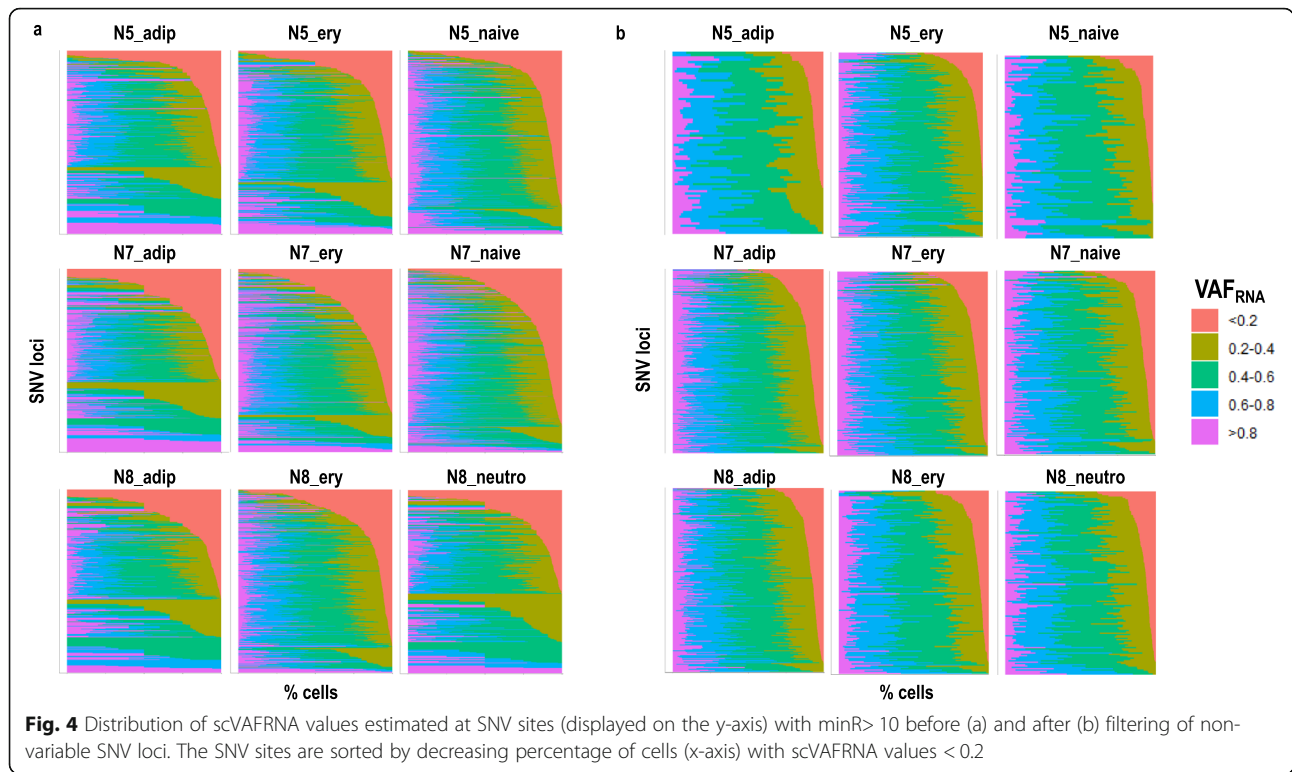 a
N5_adip
N5_ery
N5_naive
b
N5_adip
N5_ery
N5_naive
N7_adip
N7_ery
N7_naive
N7_adip
N7_ery
N7_naive
SNV loci
SNV loci
VAFRNA
<0.2
0.2-0.4
0.4-0.6
0.6-0.8
>0.8
N8_adip
N8_ery
N8_neutro
N8_adip
N8_ery
N8_neutro
% cells
% cells
Fig. 4 Distribution of scVAFRNA values estimated at SNV sites (displayed on the y-axis) with minR> 10 before (a) and after (b) filtering of non-
variable SNV loci. The SNV sites are sorted by decreasing percentage of cells (x-axis) with scVAFRNA values < 0.2